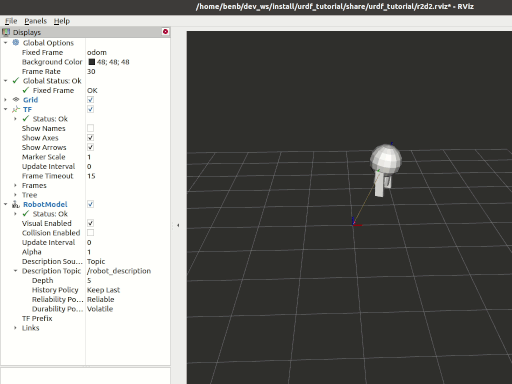 /home/benb/dev_ws/install/urdf_tutorial/share/urdf_tutorial/r2d2.rviz* - RViz
File Panels Help
Displays
Global Options
Fixed Frame odom
Background Color 48; 48; 48
Frame Rate 30
Global Status: Ok
Fixed Frame OK
Grid
TF
Status: Ok
Show Names
Show Axes
Show Arrows
Marker Scale 1
Update Interval 0
Frame Timeout 15
Frames
Tree
RobotModel
Status: Ok
Visual Enabled
Collision Enabled
Update Interval 0
Alpha 1
Description Sou... Topic
Description Topic /robot_description
Depth 5
History Policy Keep Last
Reliability Po... Reliable
Durability Po... Volatile
TF Prefix
Links